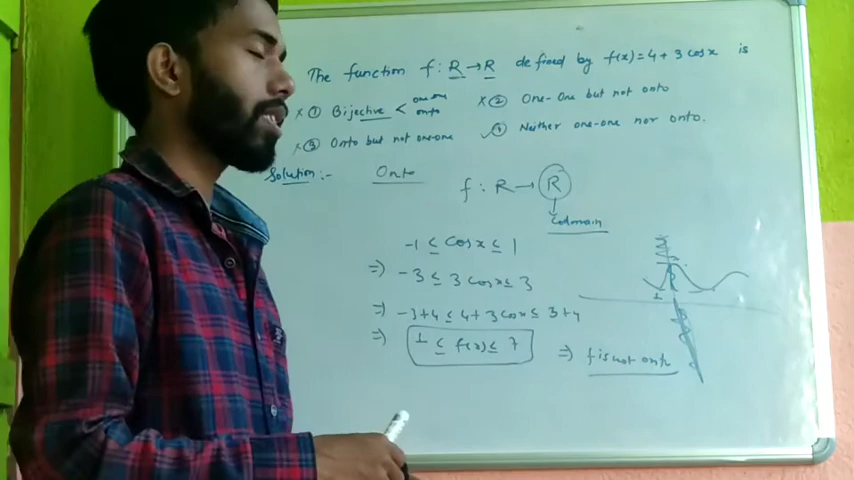 The function f : R → R defined by f(x) = 4 + 3 cos x is
× ① Bijective < one-one onto
× ② One-One but not onto
× ③ Onto but not one-one
✓ ④ Neither one-one nor onto.
Solution :-
Onto
f : R → R
Codomain
-1 ≤ Cos x ≤ 1
⇒ -3 ≤ 3 cos x ≤ 3
⇒ -3+4 ≤ 4+3 cos x ≤ 3+4
⇒ 1 ≤ f(x) ≤ 7
⇒ f is not onto